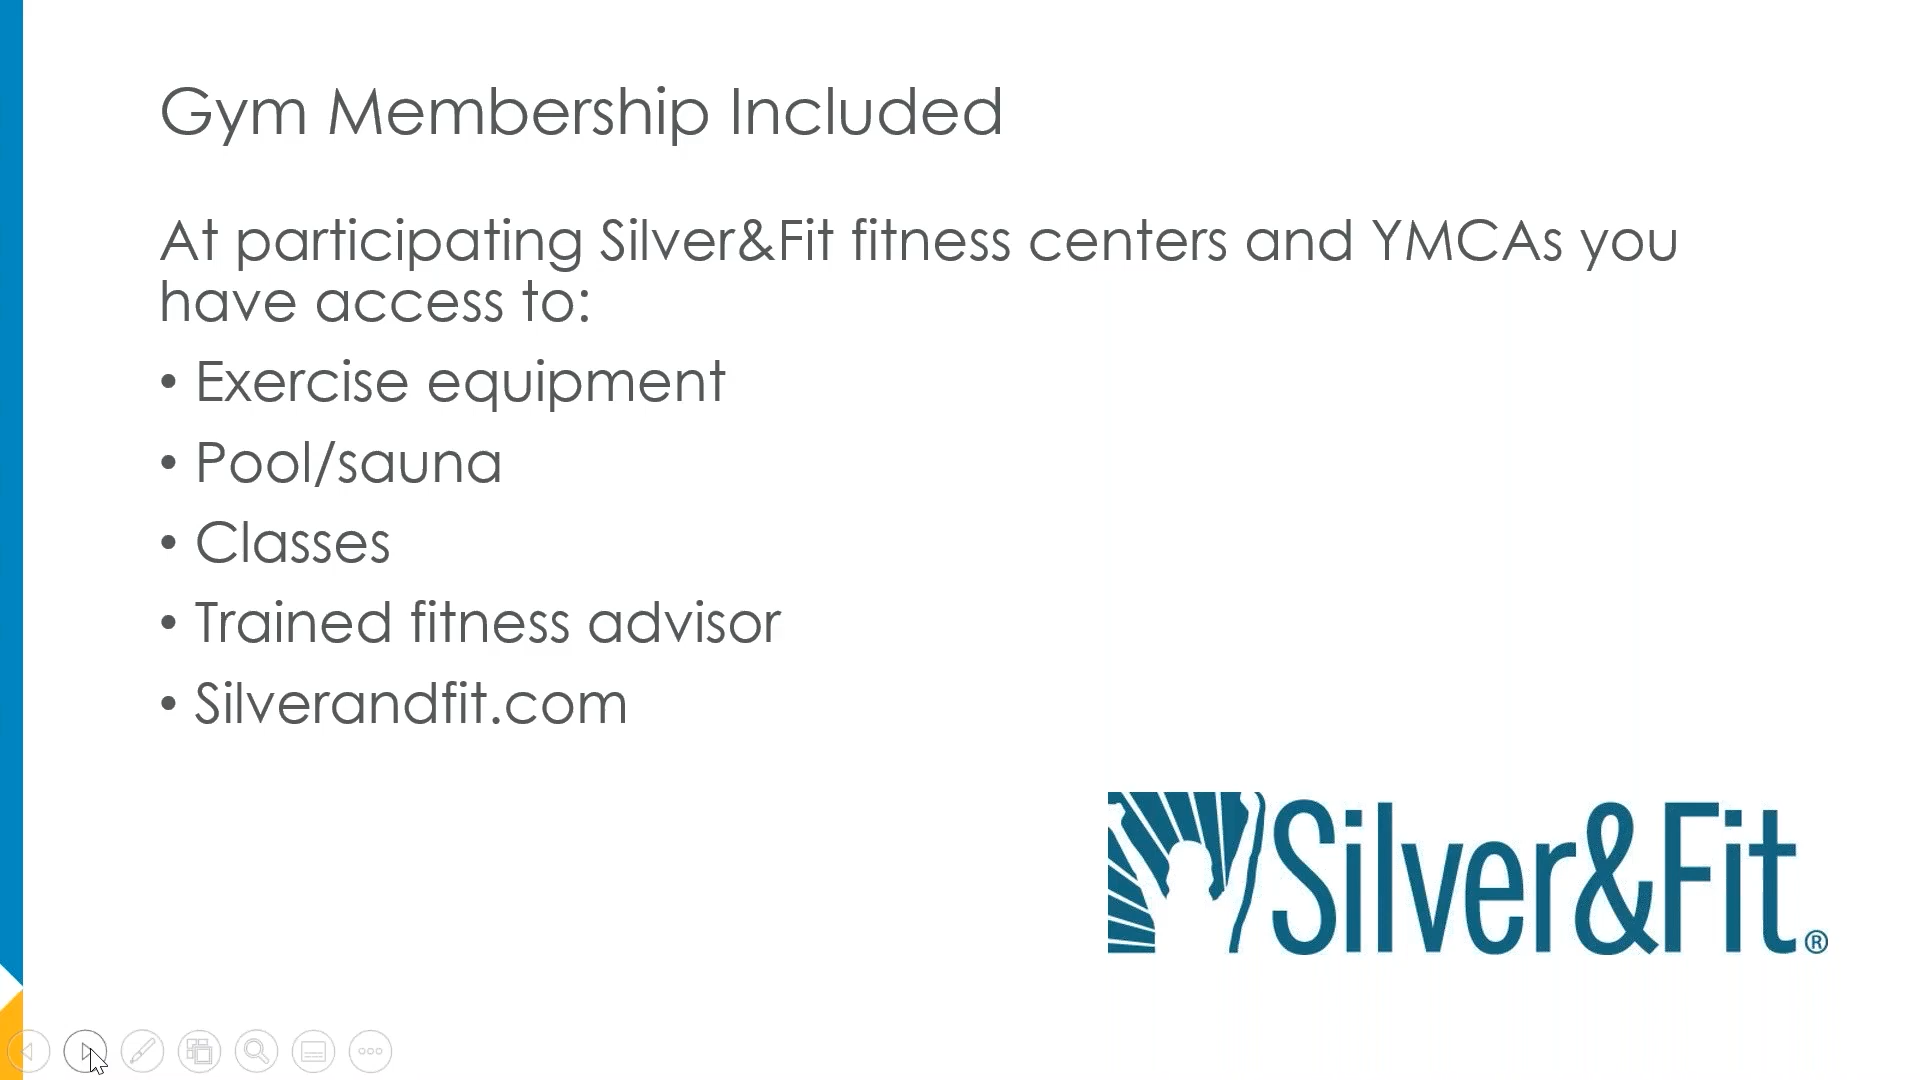 Gym Membership Included
At participating Silver&Fit fitness centers and YMCAs you
have access to:
• Exercise equipment
• Pool/sauna
• Classes
• Trained fitness advisor
• Silverandfit.com
Silver&Fit®